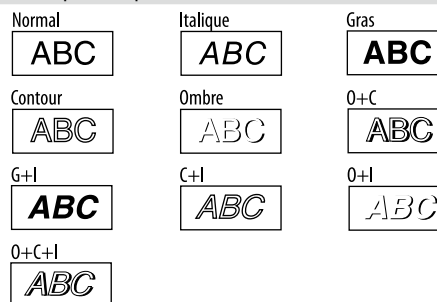 Normal Italique Gras
ABC ABC ABC
Contour Ombre O+C
ABC ABC ABC
G+I C+I O+I
ABC ABC ABC
O+C+I
ABC